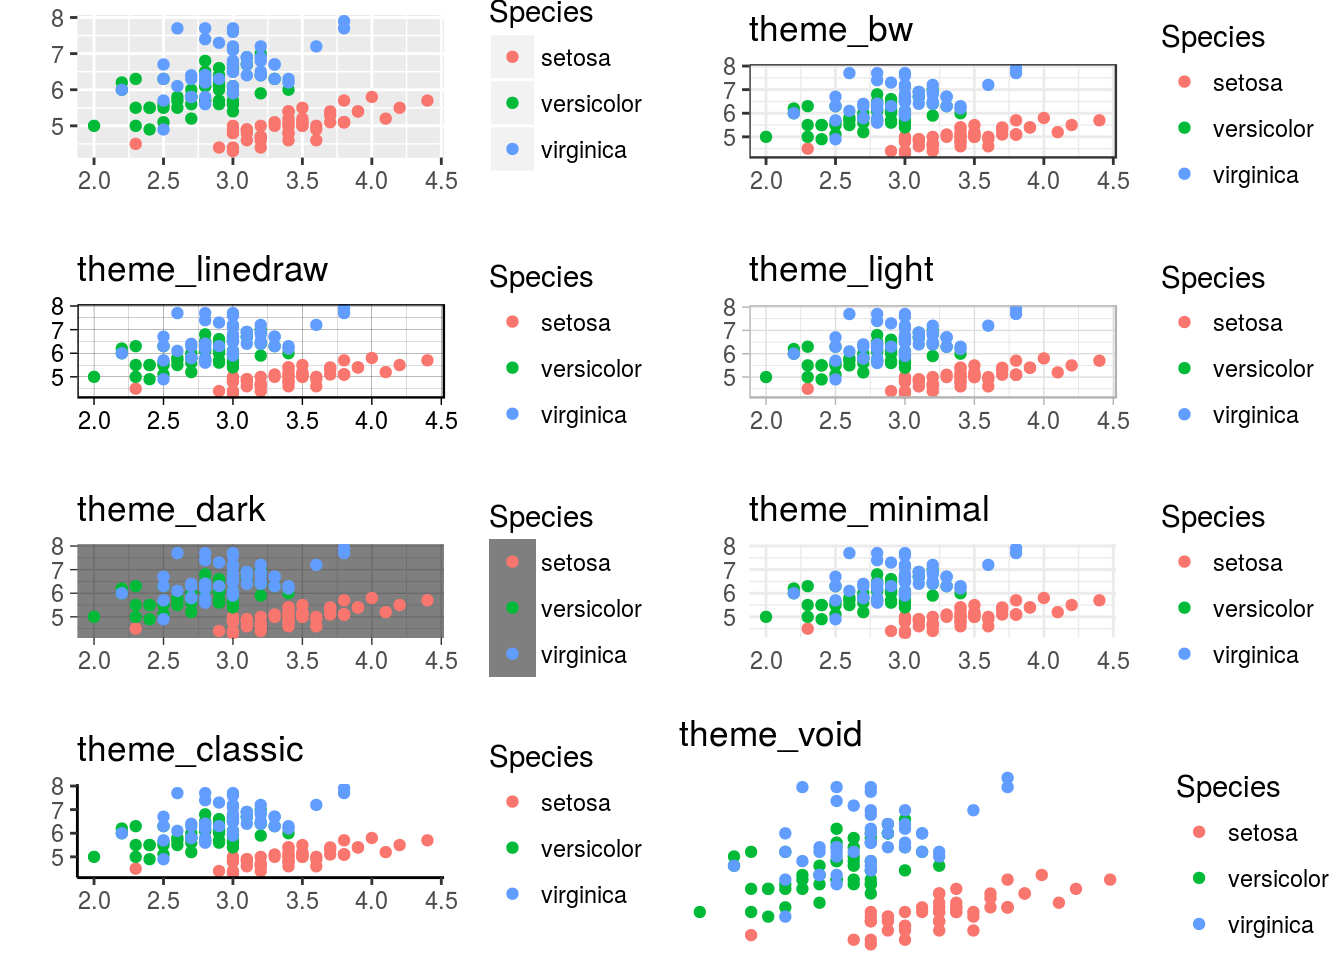 Species
8
7
6
5
setosa
versicolor
virginica
2.0 2.5 3.0 3.5 4.0 4.5
theme_bw
Species
8
7
6
5
setosa
versicolor
virginica
2.0 2.5 3.0 3.5 4.0 4.5
theme_linedraw
Species
8
7
6
5
setosa
versicolor
virginica
2.0 2.5 3.0 3.5 4.0 4.5
theme_light
Species
8
7
6
5
setosa
versicolor
virginica
2.0 2.5 3.0 3.5 4.0 4.5
theme_dark
Species
8
7
6
5
setosa
versicolor
virginica
2.0 2.5 3.0 3.5 4.0 4.5
theme_minimal
Species
8
7
6
5
setosa
versicolor
virginica
2.0 2.5 3.0 3.5 4.0 4.5
theme_classic
Species
8
7
6
5
setosa
versicolor
virginica
2.0 2.5 3.0 3.5 4.0 4.5
theme_void
Species
setosa
versicolor
virginica